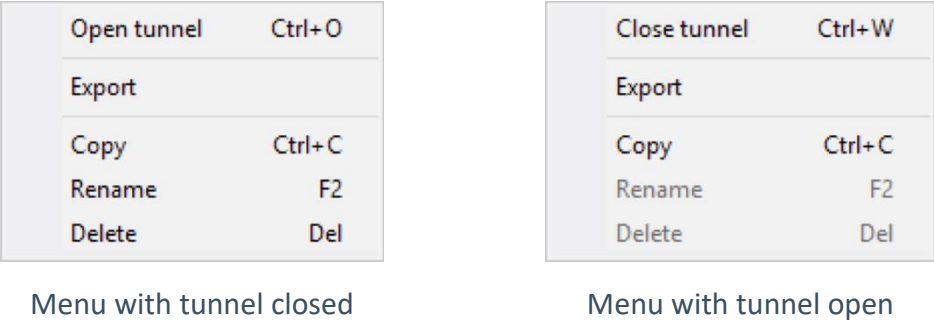 Open tunnel Ctrl+O
Export
Copy Ctrl+C
Rename F2
Delete Del
Menu with tunnel closed
Close tunnel Ctrl+W
Export
Copy Ctrl+C
Rename F2
Delete Del
Menu with tunnel open